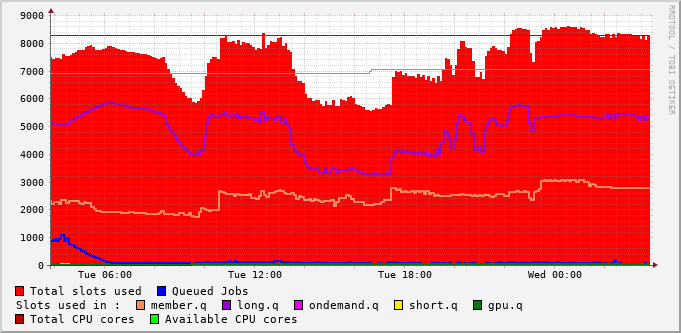 9000
8000
7000
6000
5000
4000
3000
2000
1000
0
Tue 06:00 Tue 12:00 Tue 18:00 Wed 00:00
RRDTOOL / TOBI OETIKER
Total slots used Queued Jobs
Slots used in : member.q long.q ondemand.q short.q gpu.q
Total CPU cores Available CPU cores